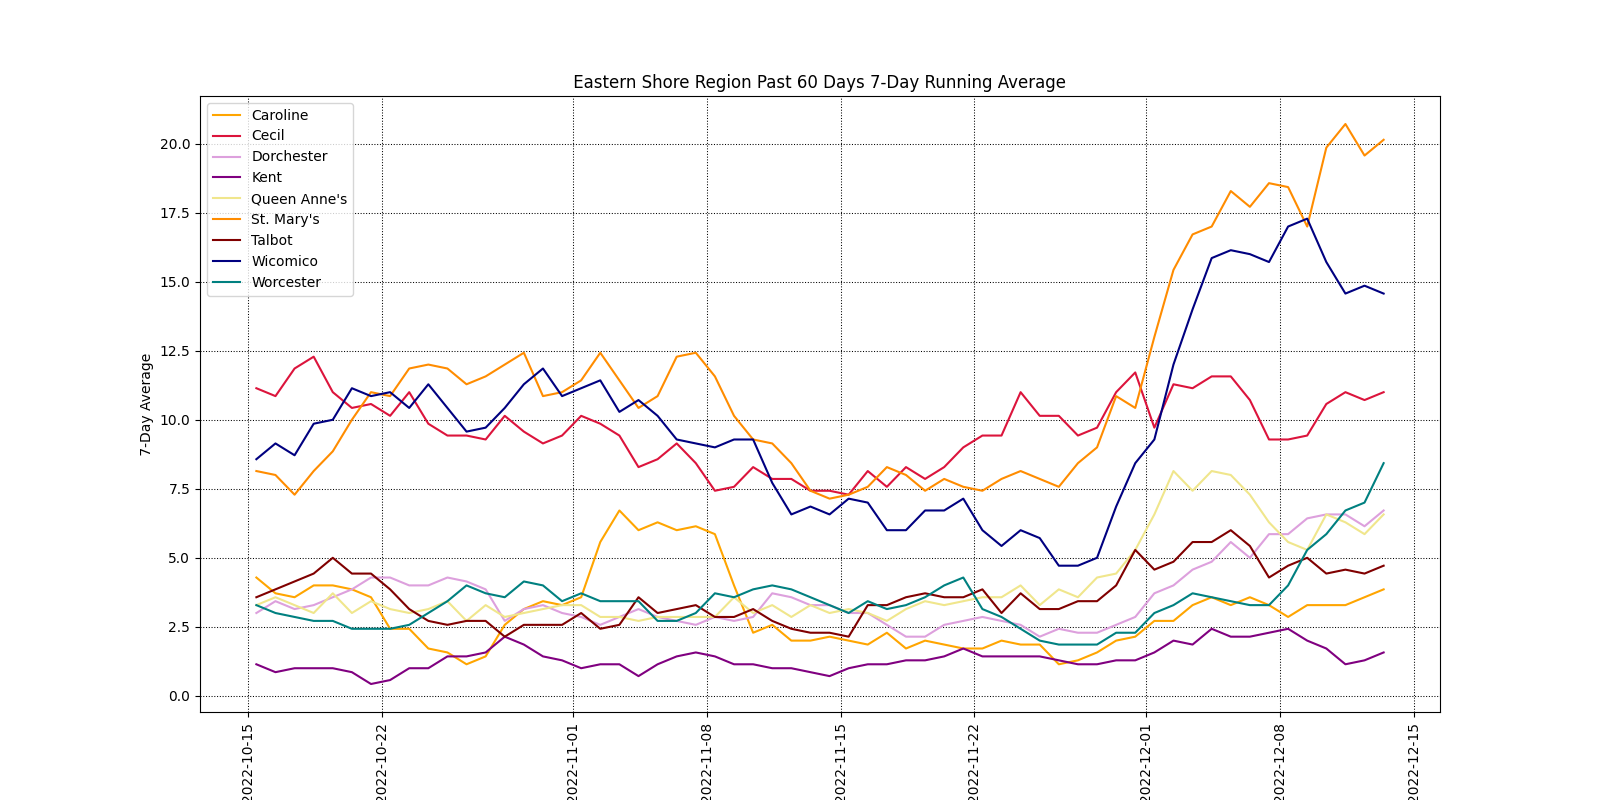 Eastern Shore Region Past 60 Days 7-Day Running Average
Caroline
Cecil
Dorchester
Kent
Queen Anne's
St. Mary's
Talbot
Wicomico
Worcester
20.0
17.5
15.0
12.5
10.0
7.5
5.0
2.5
0.0
7-Day Average
2022-10-15
2022-10-22
2022-11-01
2022-11-08
2022-11-15
2022-11-22
2022-12-01
2022-12-08
2022-12-15